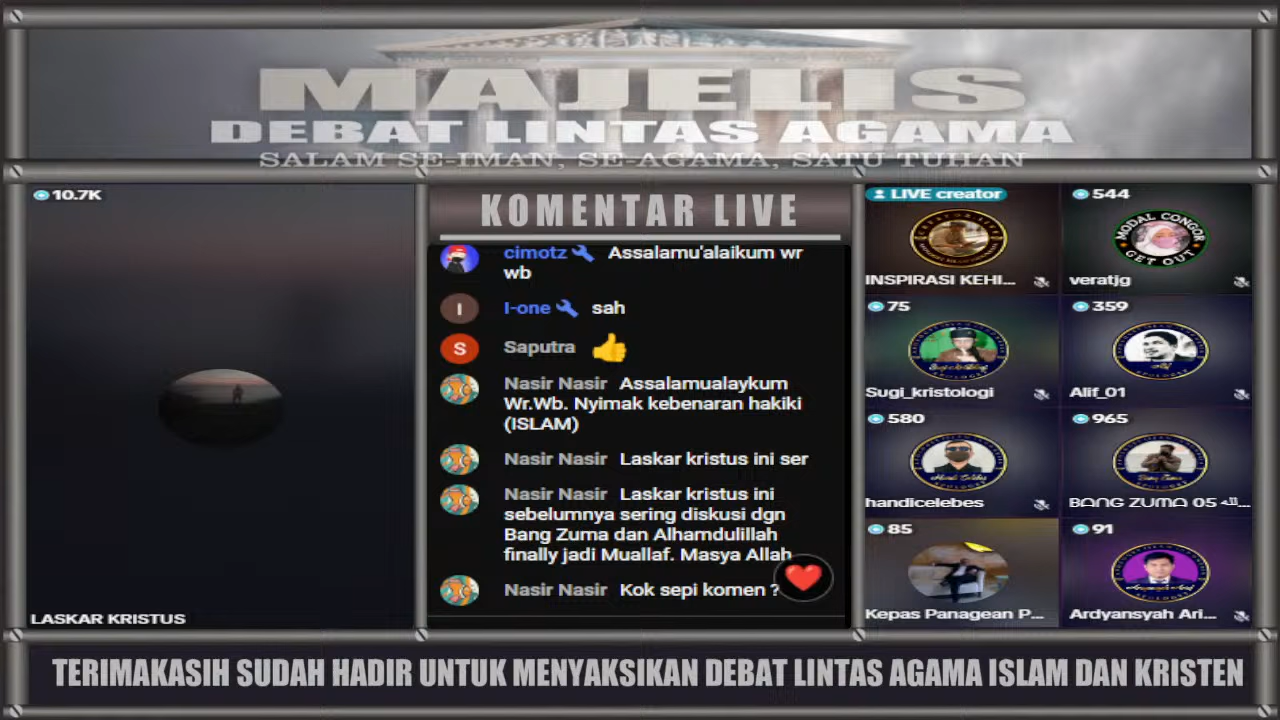 MAJELIS
DEBAT LINTAS AGAMA
SALAM SE-IMAN, SE-AGAMA, SATU TUHAN
10.7K
LASKAR KRISTUS
KOMENTAR LIVE
cimotz Assalamu'alaikum wr
wb
I
I-one sah
S
Saputra
Nasir Nasir Assalamualaykum
Wr.Wb. Nyimak kebenaran hakiki
(ISLAM)
Nasir Nasir Laskar kristus ini ser
Nasir Nasir Laskar kristus ini
sebelumnya sering diskusi dgn
Bang Zuma dan Alhamdulillah
finally jadi Muallaf. Masya Allah
Nasir Nasir Kok sepi komen ?
LIVE creator
INSPIRASI KEHI...
544
MODAL CONGOR
GET OUT
veratjg
75
Sugi_kristologi
359
Alif_01
580
handicelebes
965
BANG ZUMA 05 ...
85
Kepas Panagean P...
91
Ardyansyah Ari...
TERIMAKASIH SUDAH HADIR UNTUK MENYAKSIKAN DEBAT LINTAS AGAMA ISLAM DAN KRISTEN